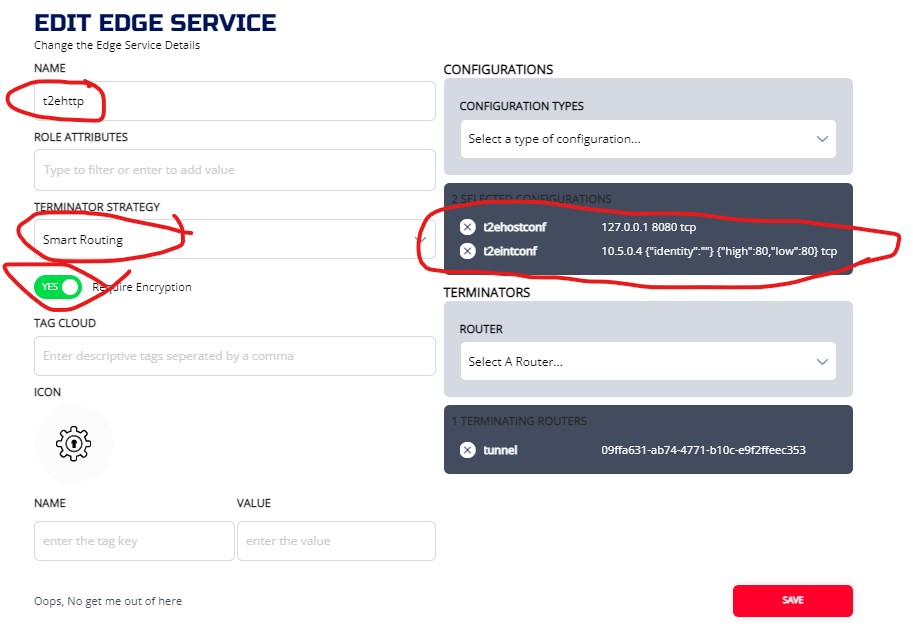 EDIT EDGE SERVICE
Change the Edge Service Details
NAME
t2ehttp
ROLE ATTRIBUTES
Type to filter or enter to add value
TERMINATOR STRATEGY
Smart Routing
YES Require Encryption
TAG CLOUD
Enter descriptive tags seperated by a comma
ICON
NAME VALUE
enter the tag key enter the value
Oops, No get me out of here
CONFIGURATIONS
CONFIGURATION TYPES
Select a type of configuration...
2 SELECTED CONFIGURATIONS
t2ehostconf 127.0.0.1 8080 tcp
t2eintconf 10.5.0.4 {"identity":""} {"high":80,"low":80} tcp
TERMINATORS
ROUTER
Select A Router...
1 TERMINATING ROUTERS
tunnel 09ffa631-ab74-4771-b10c-e9f2ffeec353
SAVE